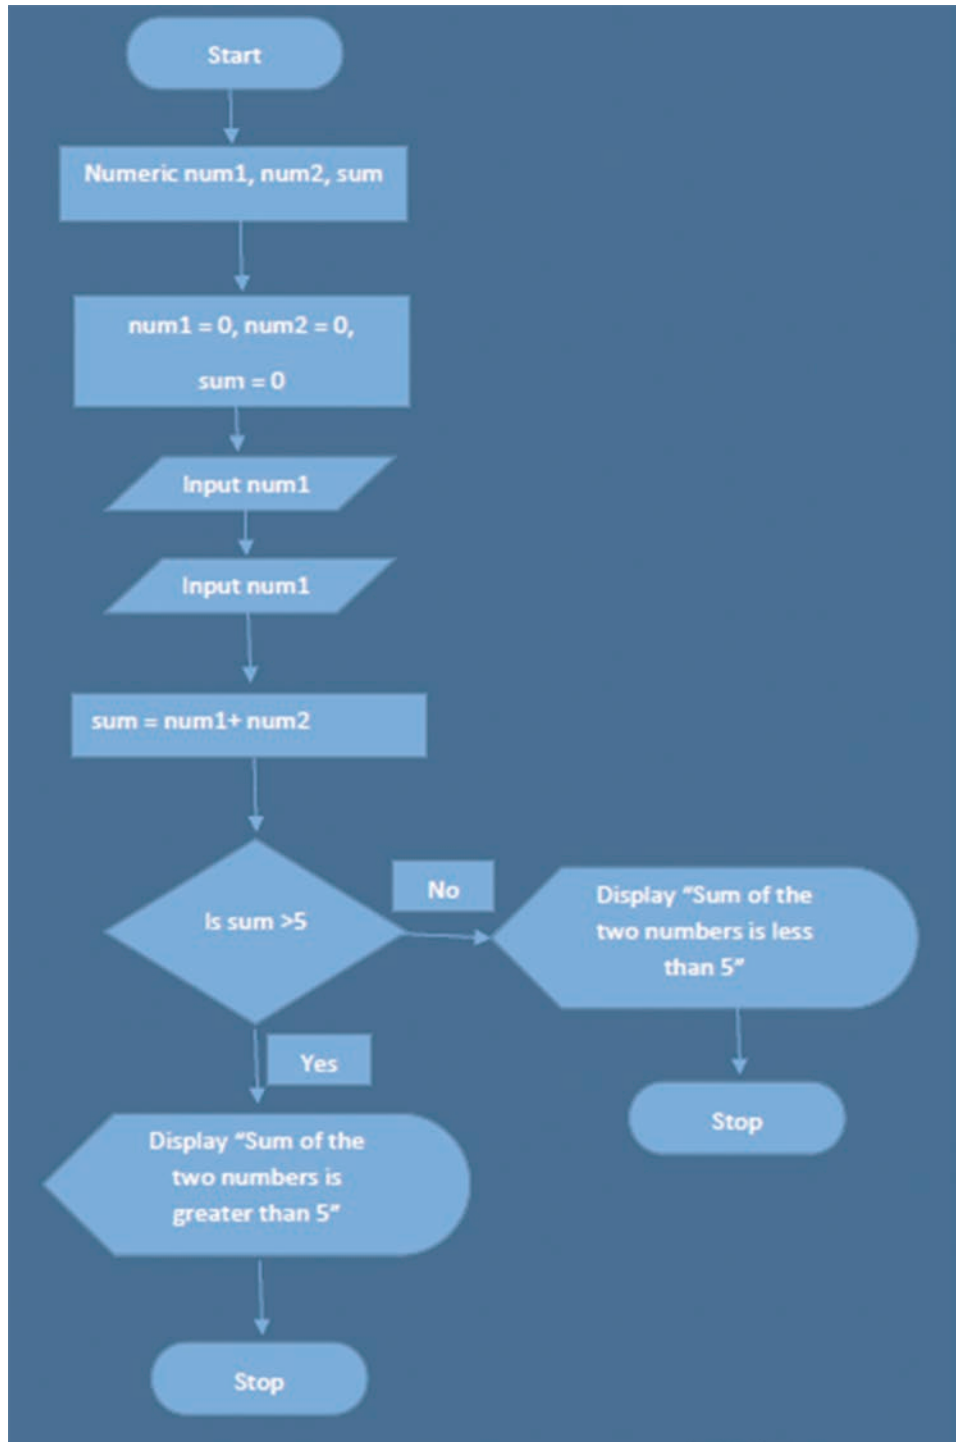 Start
Numeric num1, num2, sum
num1 = 0, num2 = 0,
sum = 0
Input num1
Input num1
sum = num1+ num2
Is sum >5
No
Display “Sum of the
two numbers is less
than 5”
Stop
Yes
Display “Sum of the
two numbers is
greater than 5”
Stop